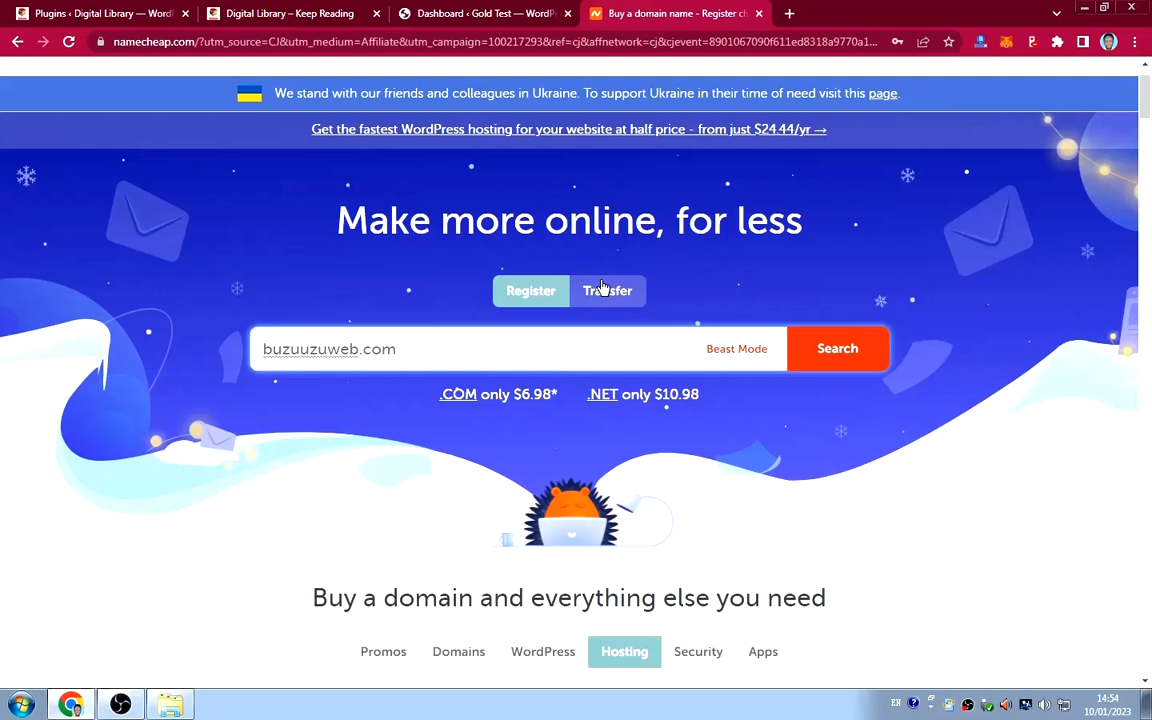 Plugins ‹ Digital Library — WordP
Digital Library – Keep Reading
Dashboard ‹ Gold Test — WordP
Buy a domain name - Register ch
namecheap.com/?utm_source=CJ&utm_medium=Affiliate&utm_campaign=100217293&ref=cj&affnetwork=cj&cjevent=8901067090f611ed8318a9770a1...
We stand with our friends and colleagues in Ukraine. To support Ukraine in their time of need visit this page.
Get the fastest WordPress hosting for your website at half price - from just $24.44/yr →
Make more online, for less
Register
Transfer
buzuuzuweb.com
Beast Mode
Search
.COM only $6.98*
.NET only $10.98
Buy a domain and everything else you need
Promos
Domains
WordPress
Hosting
Security
Apps
EN
14:54
10/01/2023